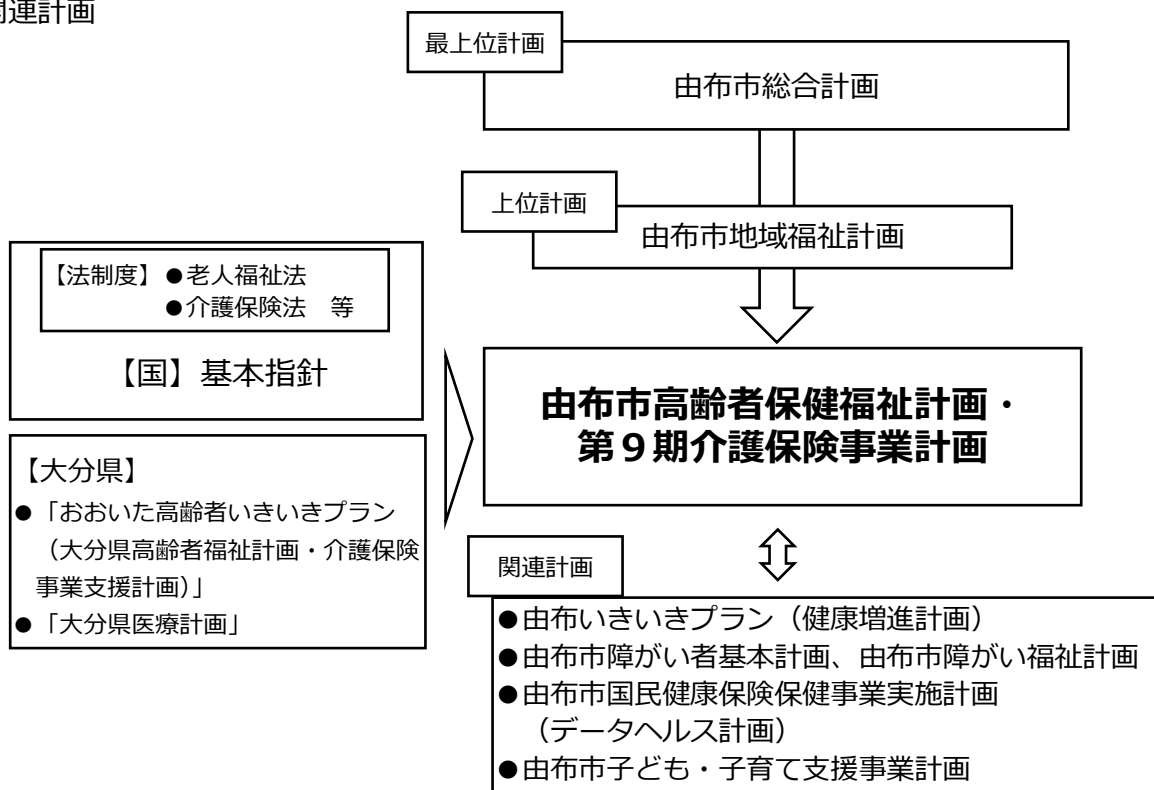 関連計画
最上位計画
由布市総合計画
上位計画
由布市地域福祉計画
【法制度】●老人福祉法
●介護保険法　等
【国】基本指針
【大分県】
●「おおいた高齢者いきいきプラン
（大分県高齢者福祉計画・介護保険
事業支援計画）」
●「大分県医療計画」
由布市高齢者保健福祉計画・
第９期介護保険事業計画
関連計画
●由布いきいきプラン（健康増進計画）
●由布市障がい者基本計画、由布市障がい福祉計画
●由布市国民健康保険保健事業実施計画
（データヘルス計画）
●由布市子ども・子育て支援事業計画